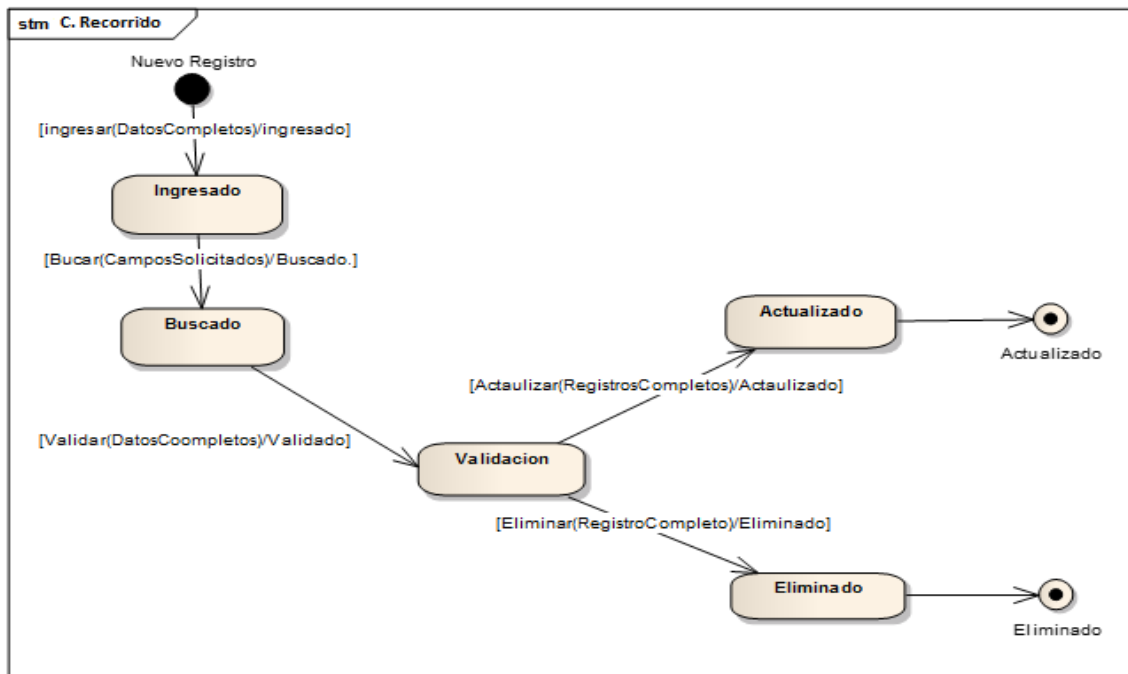 stm C. Recorrido
Nuevo Registro
[ingresar(DatosCompletos)/ingresado]
Ingresado
[Bucar(CamposSolicitados)/Buscado.]
Buscado
Actualizado
Actualizado
[Actaulizar(RegistrosCompletos)/Actaulizado]
[Validar(DatosCoompletos)/Validado]
Validacion
[Eliminar(RegistroCompleto)/Eliminado]
Eliminado
Eliminado